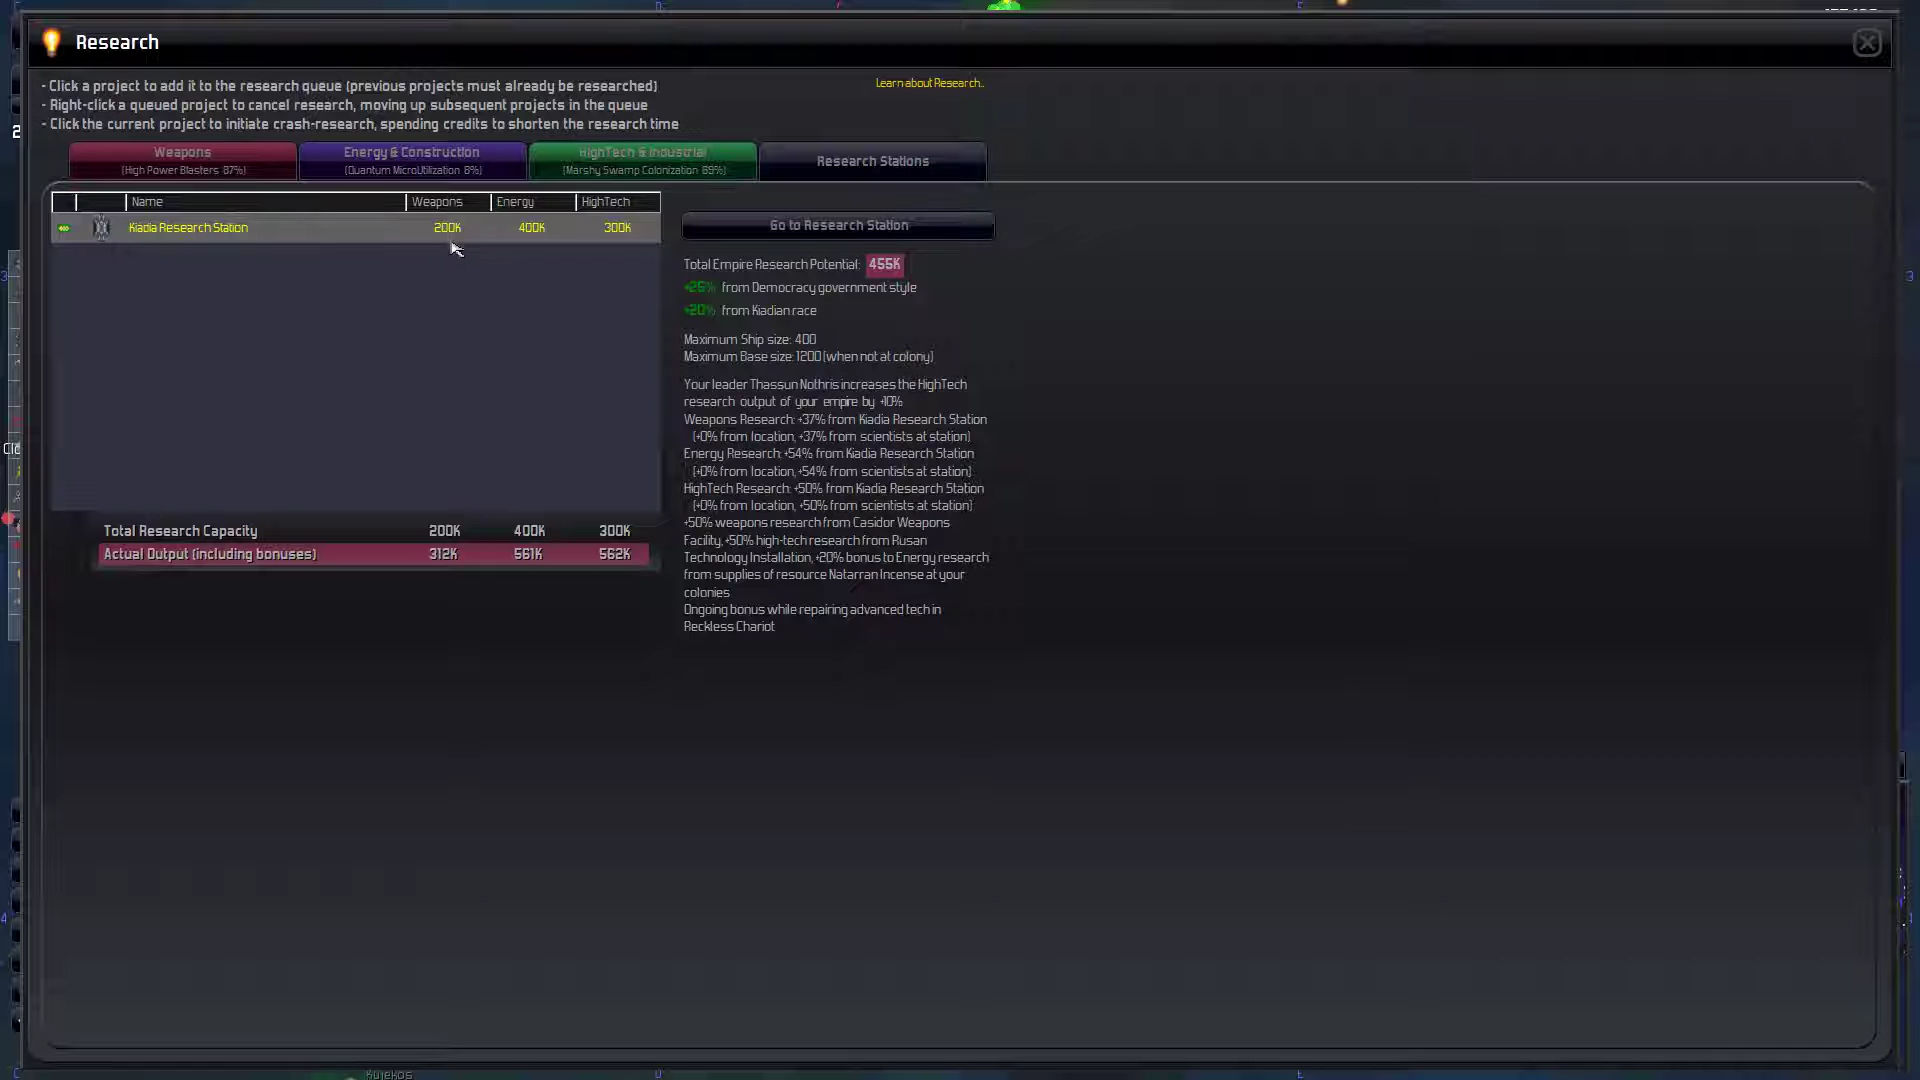 Research
- Click a project to add it to the research queue (previous projects must already be researched)
- Right-click a queued project to cancel research, moving up subsequent projects in the queue
- Click the current project to initiate crash-research, spending credits to shorten the research time
Learn about Research..
Weapons
(High Power Blasters 87%)
Energy & Construction
(Quantum MicroUtilization 8%)
HighTech & Industrial
(Marshy Swamp Colonization 89%)
Research Stations
Name Weapons Energy HighTech
Kiadia Research Station 200K 400K 300K
Total Research Capacity 200K 400K 300K
Actual Output (including bonuses) 312K 561K 562K
Go to Research Station
Total Empire Research Potential: 455K
+25% from Democracy government style
+20% from Kiadian race
Maximum Ship size: 400
Maximum Base size: 1200 (when not at colony)
Your leader Thassun Nothris increases the HighTech
research output of your empire by +10%
Weapons Research: +37% from Kiadia Research Station
(+0% from location, +37% from scientists at station)
Energy Research: +54% from Kiadia Research Station
(+0% from location, +54% from scientists at station)
HighTech Research: +50% from Kiadia Research Station
(+0% from location, +50% from scientists at station)
+50% weapons research from Casidor Weapons
Facility, +50% high-tech research from Rusan
Technology Installation, +20% bonus to Energy research
from supplies of resource Natarran Incense at your
colonies
Ongoing bonus while repairing advanced tech in
Reckless Chariot
Kujekos